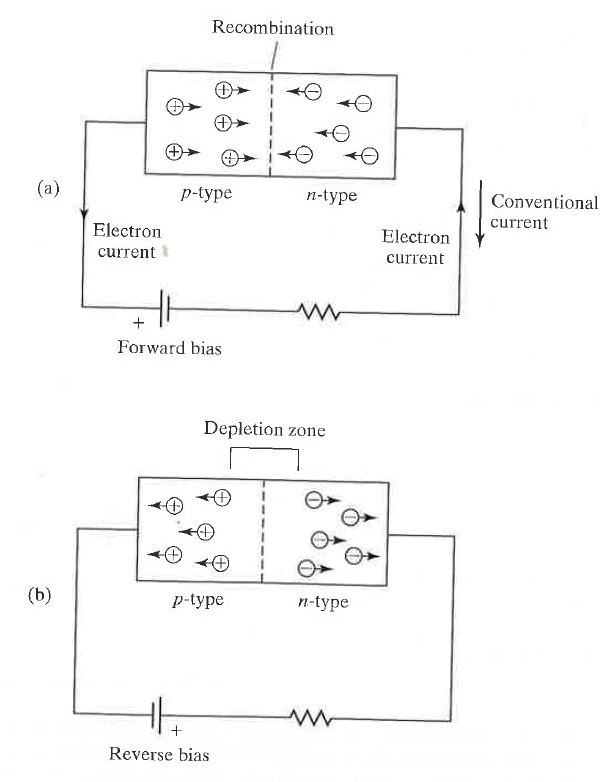 Recombination
(a)
p-type
n-type
Conventional
current
Electron
current
Electron
current
+
Forward bias
Depletion zone
(b)
p-type
n-type
+
Reverse bias